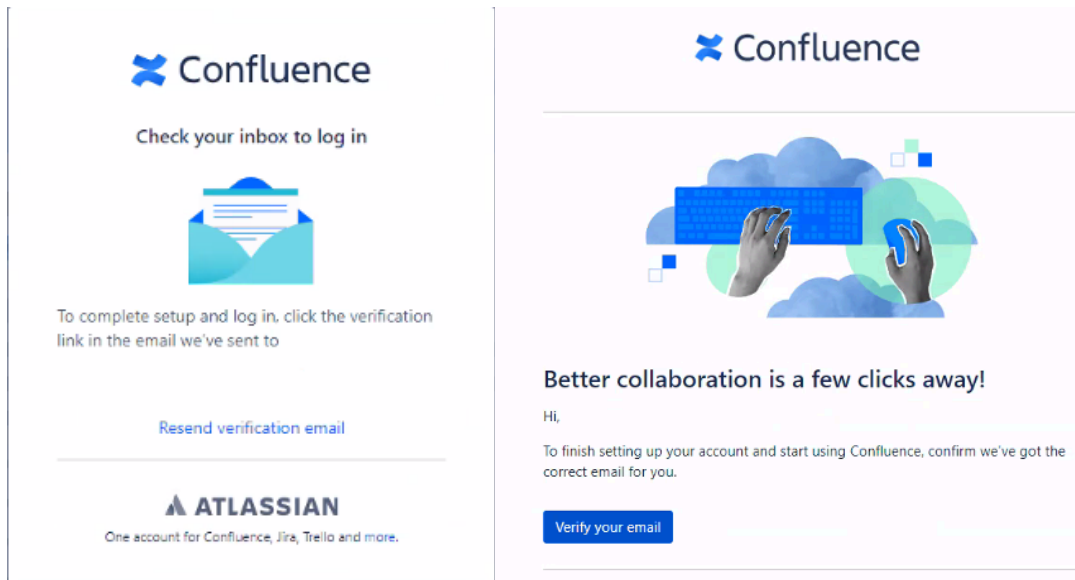 Confluence
Check your inbox to log in
To complete setup and log in, click the verification
link in the email we've sent to
Resend verification email
ATLASSIAN
One account for Confluence, Jira, Trello and more.
Confluence
Better collaboration is a few clicks away!
Hi,
To finish setting up your account and start using Confluence, confirm we've got the
correct email for you.
Verify your email